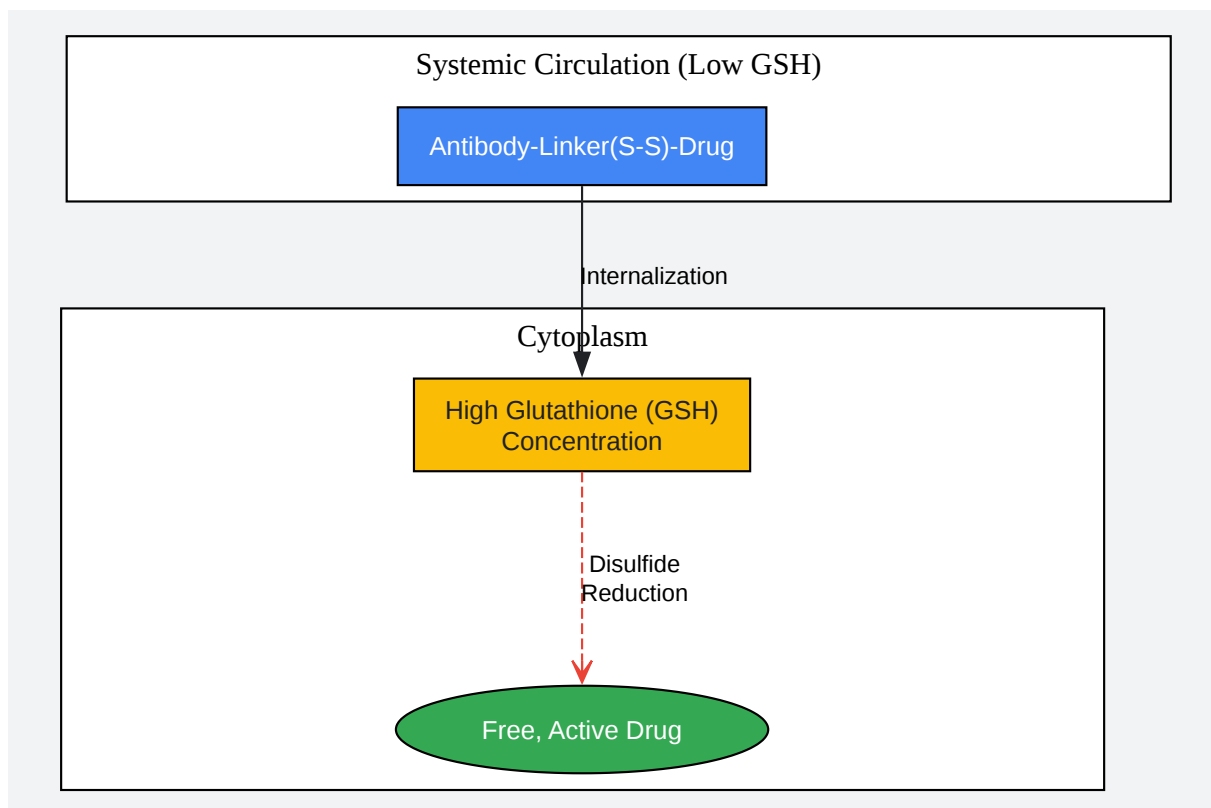 Systemic Circulation (Low GSH)
Antibody-Linker(S-S)-Drug
Internalization
Cytoplasm
High Glutathione (GSH)
Concentration
Disulfide
Reduction
Free, Active Drug